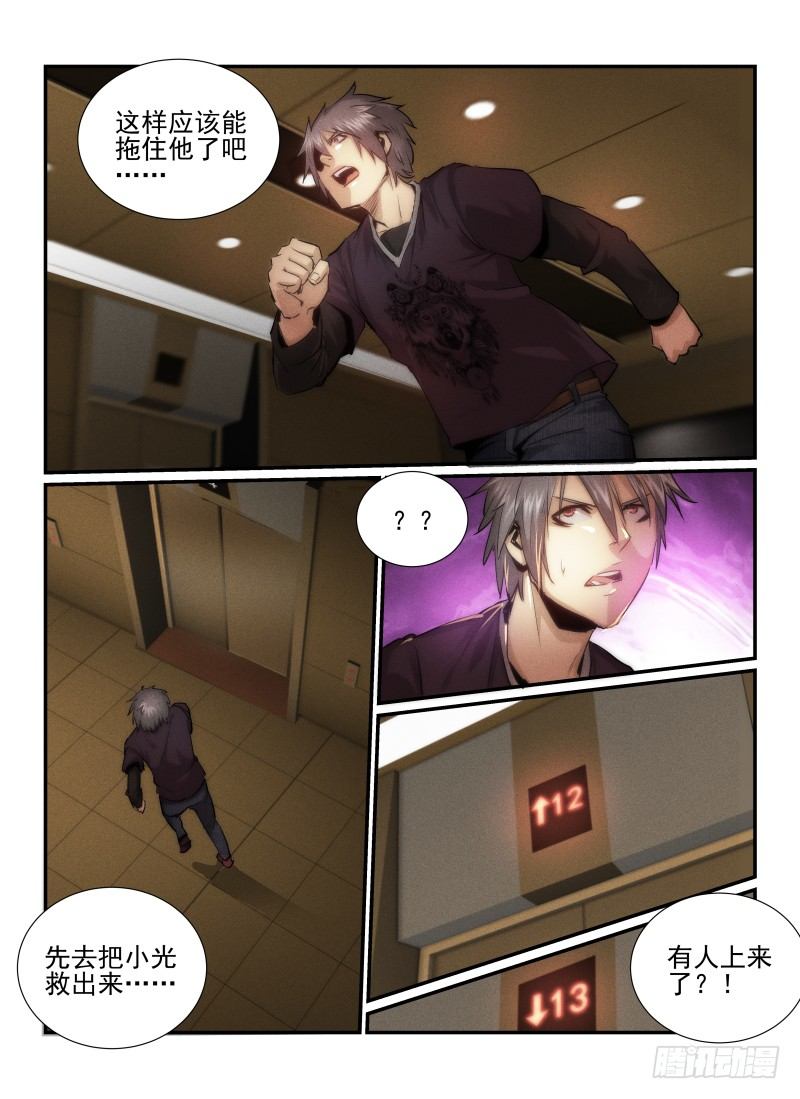 这样应该能
拖住他了吧
……
？？
↑12
先去把小光
救出来……
↓13
有人上来
了？！
腾讯动漫